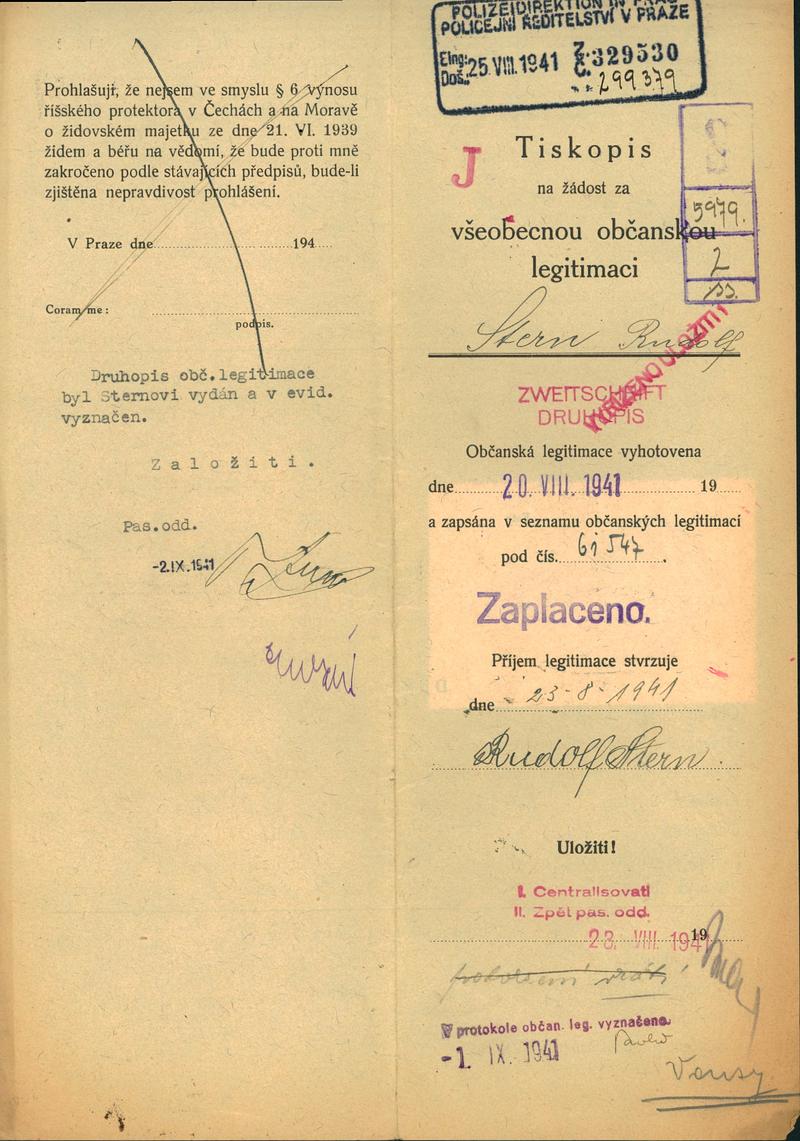 Prohlašuji, že nejsem ve smyslu § 6 výnosu
říšského protektora v Čechách a na Moravě
o židovském majetku ze dne 21. VI. 1939
židem a béřu na vědomí, že bude proti mně
zakročeno podle stávajících předpisů, bude-li
zjištěna nepravdivost prohlášení.
V Praze dne 194
Coram me:
podpis.
Druhopis obč.legitimace
byl Sternovi vydán a v evid.
vyznačen.
Založiti.
Pas.odd.
-2.IX.1941
POLIZEIDIREKTION IN PRAG
POLICEJNÍ ŘEDITELSTVÍ V PRAZE
Eing:
Doš.: 25.VIII.1941 Z.
Č. 329530
299379
J
Tiskopis
na žádost za
všeobecnou občanskou
legitimaci
5979.
2
Stern Rudolf
ZWEITSCHRIFT
DRUHOPIS
Občanská legitimace vyhotovena
dne 20. VIII. 1941 19
a zapsána v seznamu občanských legitimací
pod čís. 61547.
Zaplaceno.
Příjem legitimace stvrzuje
dne 23-8-1941
Rudolf Stern.
Uložiti!
I. Centralisovati
II. Zpět pas. odd.
23. VIII. 1941 19
V protokole občan. leg. vyznačeno
-1. IX. 1941